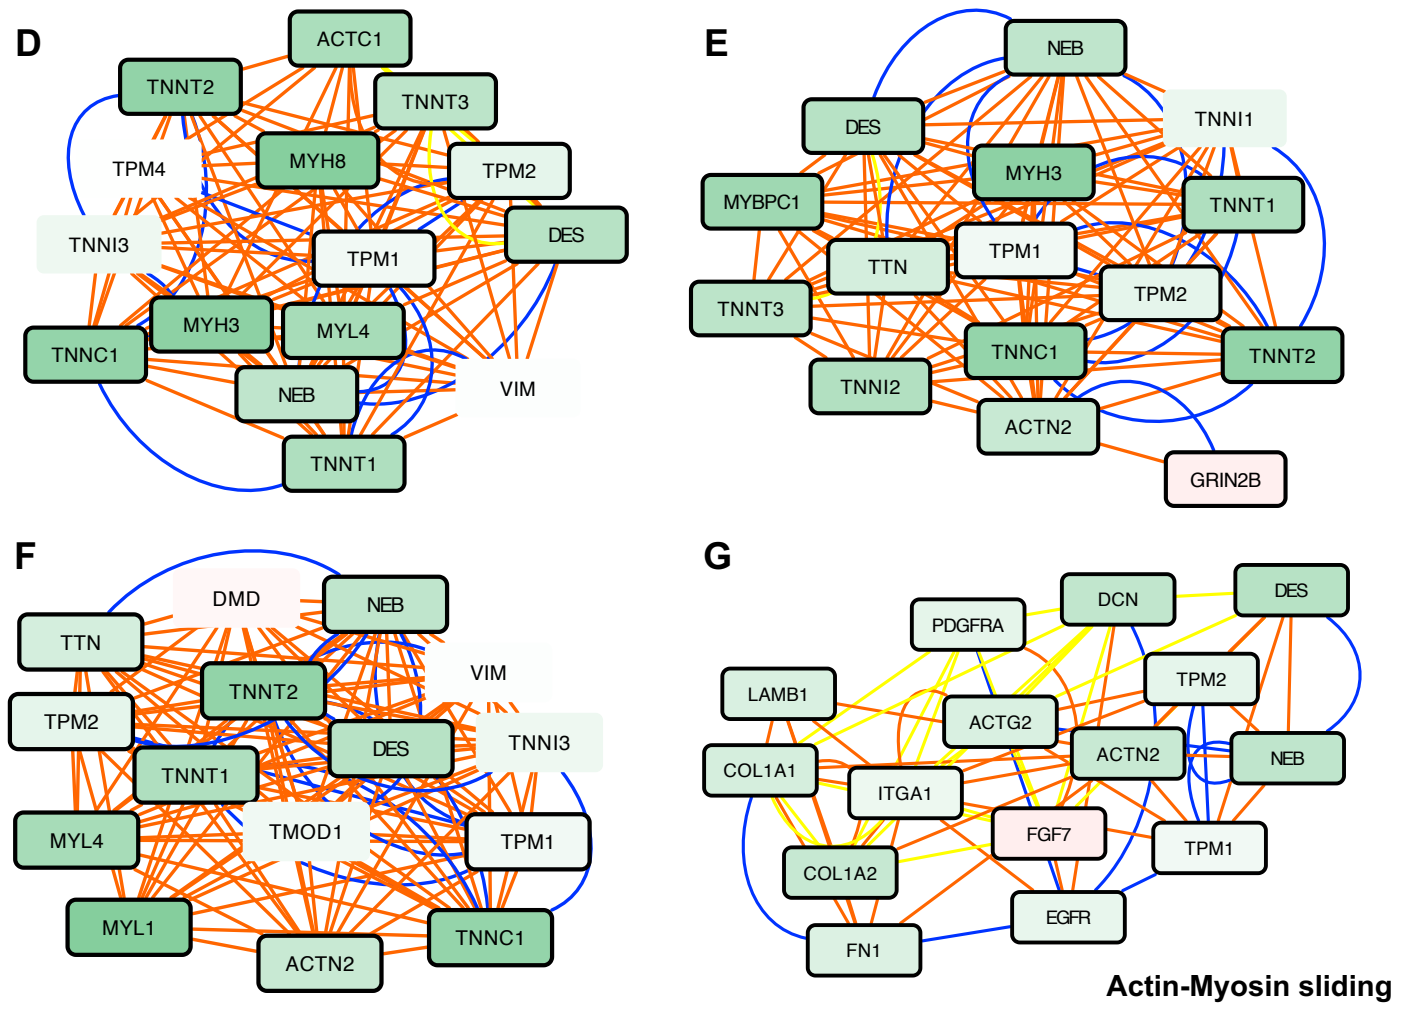 D
ACTC1
TNNT2
TNNT3
MYH8
TPM4
TPM2
TNNI3
DES
TPM1
MYH3
MYL4
TNNC1
NEB
VIM
TNNT1
E
NEB
DES
TNNI1
MYH3
MYBPC1
TNNT1
TPM1
TTN
TPM2
TNNT3
TNNC1
TNNT2
TNNI2
ACTN2
GRIN2B
F
DMD
NEB
TTN
VIM
TNNT2
TPM2
DES
TNNI3
TNNT1
TMOD1
MYL4
TPM1
MYL1
TNNC1
ACTN2
G
DCN
DES
PDGFRA
TPM2
LAMB1
ACTG2
ACTN2
NEB
COL1A1
ITGA1
FGF7
TPM1
COL1A2
EGFR
FN1
Actin-Myosin sliding